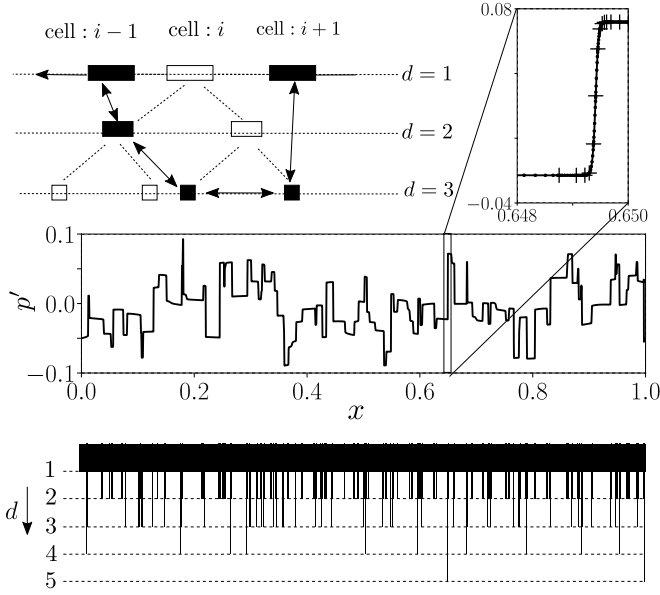 cell : i − 1 cell : i cell : i + 1
d = 1
d = 2
d = 3
0.08
−0.04
0.648 0.650
0.1
0.0
−0.1
p′
0.0 0.2 0.4 0.6 0.8 1.0
x
d
1
2
3
4
5